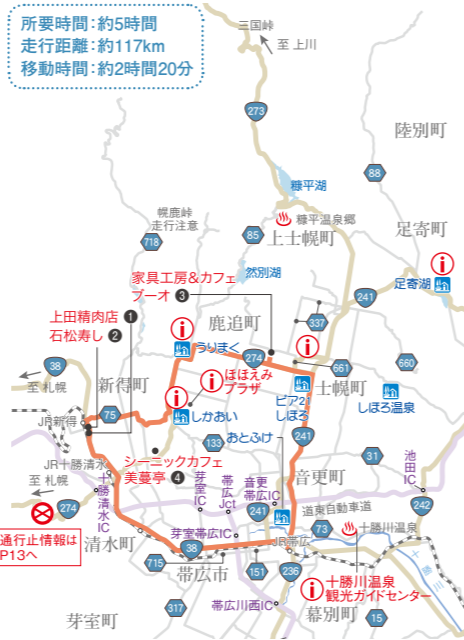 所要時間：約5時間
走行距離：約117km
移動時間：約2時間20分
三国峠
至 上川
273
陸別町
糠平湖
88
幌鹿峠
走行注意
718
糠平温泉郷
85
上士幌町
足寄町
然別湖
足寄湖
家具工房&カフェ
プーオ ❸
241
上田精肉店 ❶
石松寿し ❷
鹿追町
337
うりまく
274
661
38
至 札幌
新得町
ほほえみ
プラザ
士幌町
660
ピア21
しほろ
しほろ温泉
75
しかおい
JR新得
133
おとふけ
241
31
シーニックカフェ
美蔓亭 ❹
音更町
池田
IC
JR十勝清水
至 札幌
十勝清水IC
芽室IC
帯広
Jct
音更
帯広IC
241
道東自動車道
242
274
73
十勝川温泉
通行止情報は
P13へ
清水町
芽室帯広IC
38
JR帯広
十勝川
715
帯広市
151
236
十勝川温泉
観光ガイドセンター
317
帯広川西IC
幕別町
芽室町
15